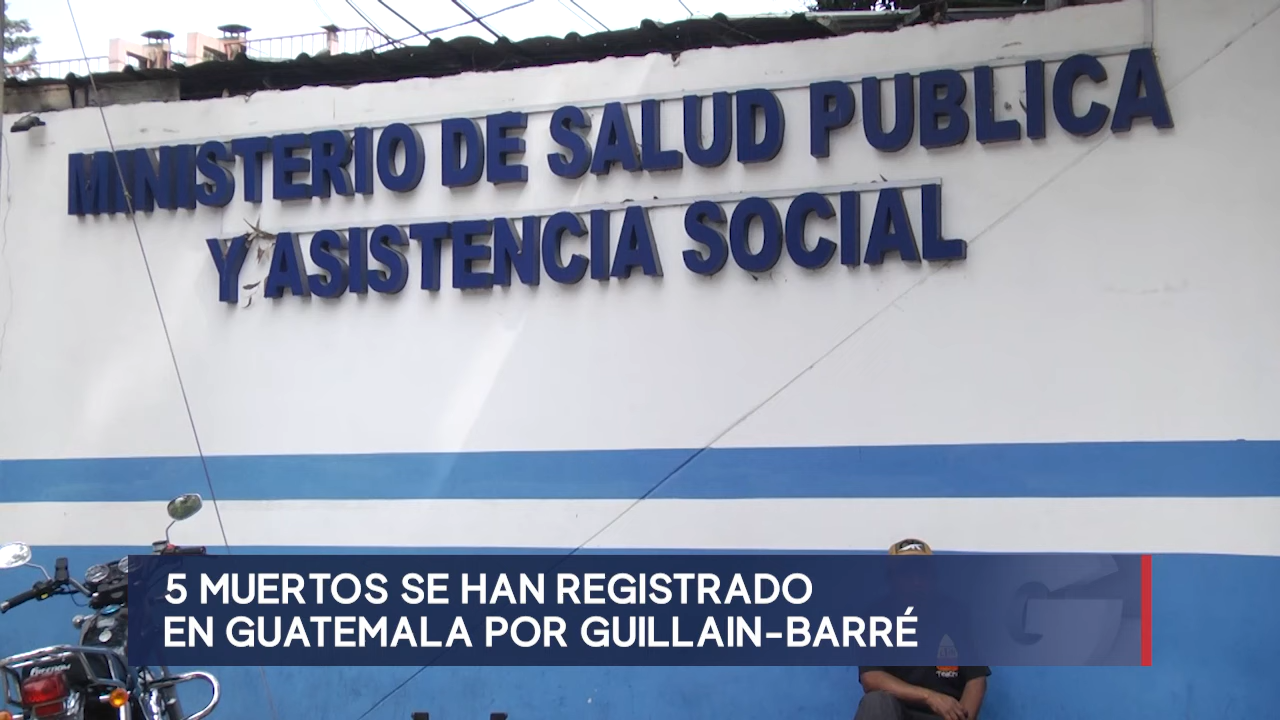 MINISTERIO DE SALUD PUBLICA
Y ASISTENCIA SOCIAL
5 MUERTOS SE HAN REGISTRADO
EN GUATEMALA POR GUILLAIN-BARRÉ